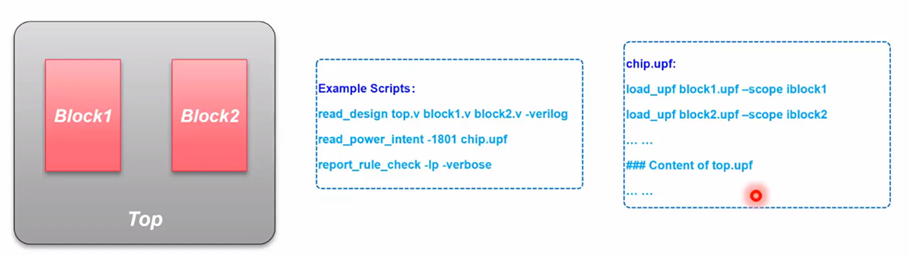 Block1
Block2
Top
Example Scripts:
read_design top.v block1.v block2.v -verilog
read_power_intent -1801 chip.upf
report_rule_check -lp -verbose
chip.upf:
load_upf block1.upf –scope iblock1
load_upf block2.upf –scope iblock2
... ...
### Content of top.upf
... ...